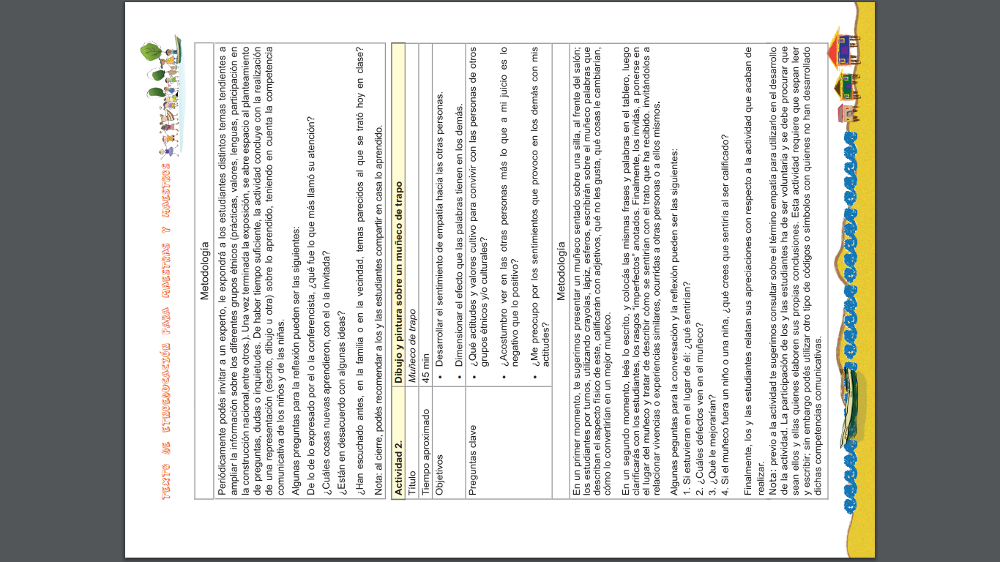 TEXTO DE ETNOEDUCACIÓN PARA MAESTRAS Y MAESTROS
Metodología
Periódicamente podés invitar a un experto, le expondrá a los estudiantes distintos temas tendientes a
ampliar la información sobre los diferentes grupos étnicos (prácticas, valores, lenguas, participación en
la construcción nacional,entre otros.). Una vez terminada la exposición, se abre espacio al planteamiento
de preguntas, dudas o inquietudes. De haber tiempo suficiente, la actividad concluye con la realización
de una representación (escrito, dibujo u otra) sobre lo aprendido, teniendo en cuenta la competencia
comunicativa de los niños y de las niñas.
Algunas preguntas para la reflexión pueden ser las siguientes:
De lo de lo expresado por el o la conferencista, ¿qué fue lo que más llamó su atención?
¿Cuáles cosas nuevas aprendieron, con el o la invitada?
¿Están en desacuerdo con algunas ideas?
¿Han escuchado antes, en la familia o en la vecindad, temas parecidos al que se trató hoy en clase?
Nota: al cierre, podés recomendar a los y las estudiantes compartir en casa lo aprendido.
Actividad 2. Dibujo y pintura sobre un muñeco de trapo
Título Muñeco de trapo
Tiempo aproximado 45 min
Objetivos • Desarrollar el sentimiento de empatía hacia las otras personas.
• Dimensionar el efecto que las palabras tienen en los demás.
Preguntas clave • ¿Qué actitudes y valores cultivo para convivir con las personas de otros
grupos étnicos y/o culturales?
• ¿Acostumbro ver en las otras personas más lo que a mi juicio es lo
negativo que lo positivo?
• ¿Me preocupo por los sentimientos que provoco en los demás con mis
actitudes?
Metodología
En un primer momento, te sugerimos presentar un muñeco sentado sobre una silla, al frente del salón;
los estudiantes por turnos, utilizando crayolas, lápiz, esferos, escribirán sobre el muñeco palabras que
describan el aspecto físico de este, calificarán con adjetivos, qué no les gusta, qué cosas le cambiarían,
cómo lo convertirían en un mejor muñeco.
En un segundo momento, leés lo escrito, y colocás las mismas frases y palabras en el tablero, luego
clarificarás con los estudiantes, los rasgos "imperfectos" anotados. Finalmente, los invitás, a ponerse en
el lugar del muñeco y tratar de describir cómo se sentirían con el trato que ha recibido. invitándolos a
relacionar vivencias o experiencias similares, ocurridas a otras personas o a ellos mismos.
Algunas preguntas para la conversación y la reflexión pueden ser las siguientes:
1. Si estuvieran en el lugar de él: ¿qué sentirían?
2. ¿Cuáles defectos ven en el muñeco?
3. ¿Qué le mejorarían?
4. Si el muñeco fuera un niño o una niña, ¿qué crees que sentiría al ser calificado?
Finalmente, los y las estudiantes relatan sus apreciaciones con respecto a la actividad que acaban de
realizar.
Nota: previo a la actividad te sugerimos consultar sobre el término empatía para utilizarlo en el desarrollo
de la actividad. La participación de los y las estudiantes ha de ser voluntaria y se debe procurar que
sean ellos y ellas quienes elaboren sus propias conclusiones. Esta actividad requiere que sepan leer
y escribir; sin embargo podés utilizar otro tipo de códigos o símbolos con quienes no han desarrollado
dichas competencias comunicativas.